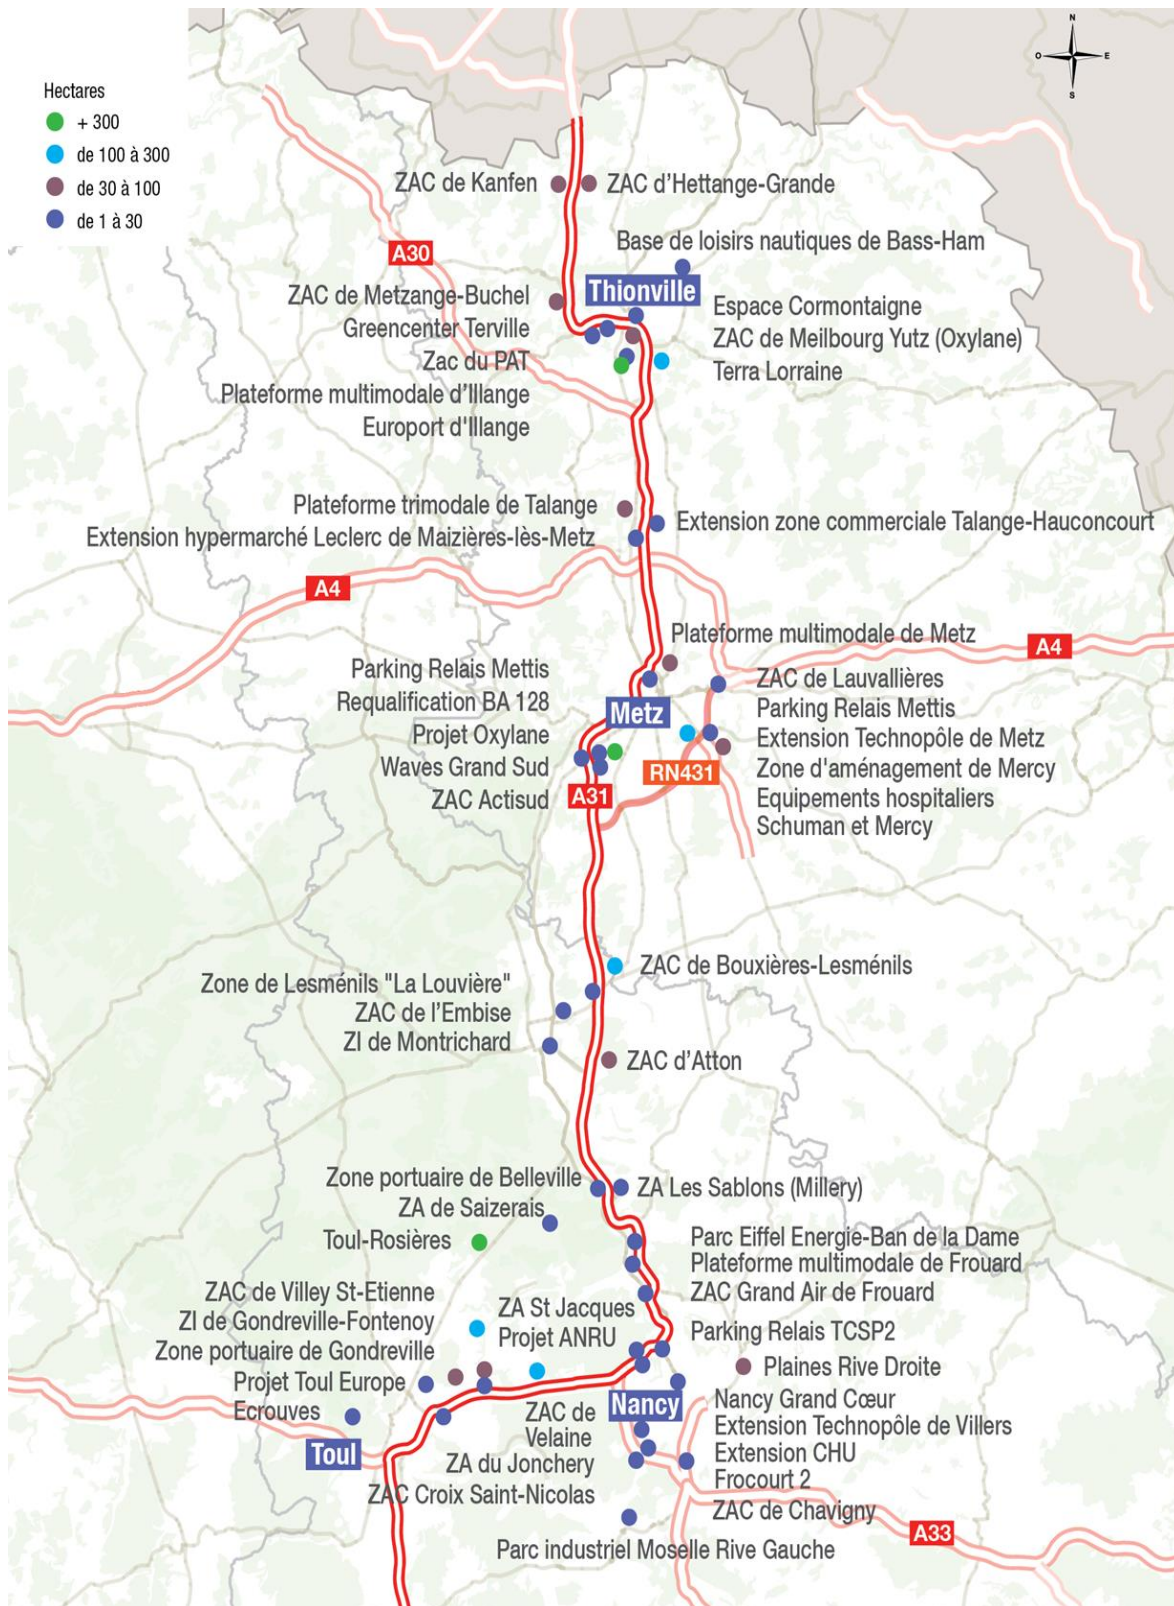 N
O
E
S
Hectares
+ 300
de 100 à 300
de 30 à 100
de 1 à 30
ZAC de Kanfen
ZAC d'Hettange-Grande
A30
Base de loisirs nautiques de Bass-Ham
Thionville
ZAC de Metzange-Buchel
Greencenter Terville
Zac du PAT
Plateforme multimodale d'Illange
Europort d'Illange
Espace Cormontaigne
ZAC de Meilbourg Yutz (Oxylane)
Terra Lorraine
Plateforme trimodale de Talange
Extension hypermarché Leclerc de Maizières-lès-Metz
Extension zone commerciale Talange-Hauconcourt
A4
Plateforme multimodale de Metz
A4
Parking Relais Mettis
Requalification BA 128
Projet Oxylane
Waves Grand Sud
ZAC Actisud
Metz
A31
RN431
ZAC de Lauvallières
Parking Relais Mettis
Extension Technopôle de Metz
Zone d'aménagement de Mercy
Equipements hospitaliers
Schuman et Mercy
ZAC de Bouxières-Lesménils
Zone de Lesménils "La Louvière"
ZAC de l'Embise
ZI de Montrichard
ZAC d'Atton
Zone portuaire de Belleville
ZA Les Sablons (Millery)
ZA de Saizerais
Toul-Rosières
Parc Eiffel Energie-Ban de la Dame
Plateforme multimodale de Frouard
ZAC Grand Air de Frouard
ZAC de Villey St-Etienne
ZI de Gondreville-Fontenoy
Zone portuaire de Gondreville
Projet Toul Europe
Ecrouves
ZA St Jacques
Projet ANRU
Parking Relais TCSP2
Plaines Rive Droite
Nancy
Toul
ZAC de
Velaine
ZA du Jonchery
ZAC Croix Saint-Nicolas
Nancy Grand Cœur
Extension Technopôle de Villers
Extension CHU
Frocourt 2
ZAC de Chavigny
A33
Parc industriel Moselle Rive Gauche